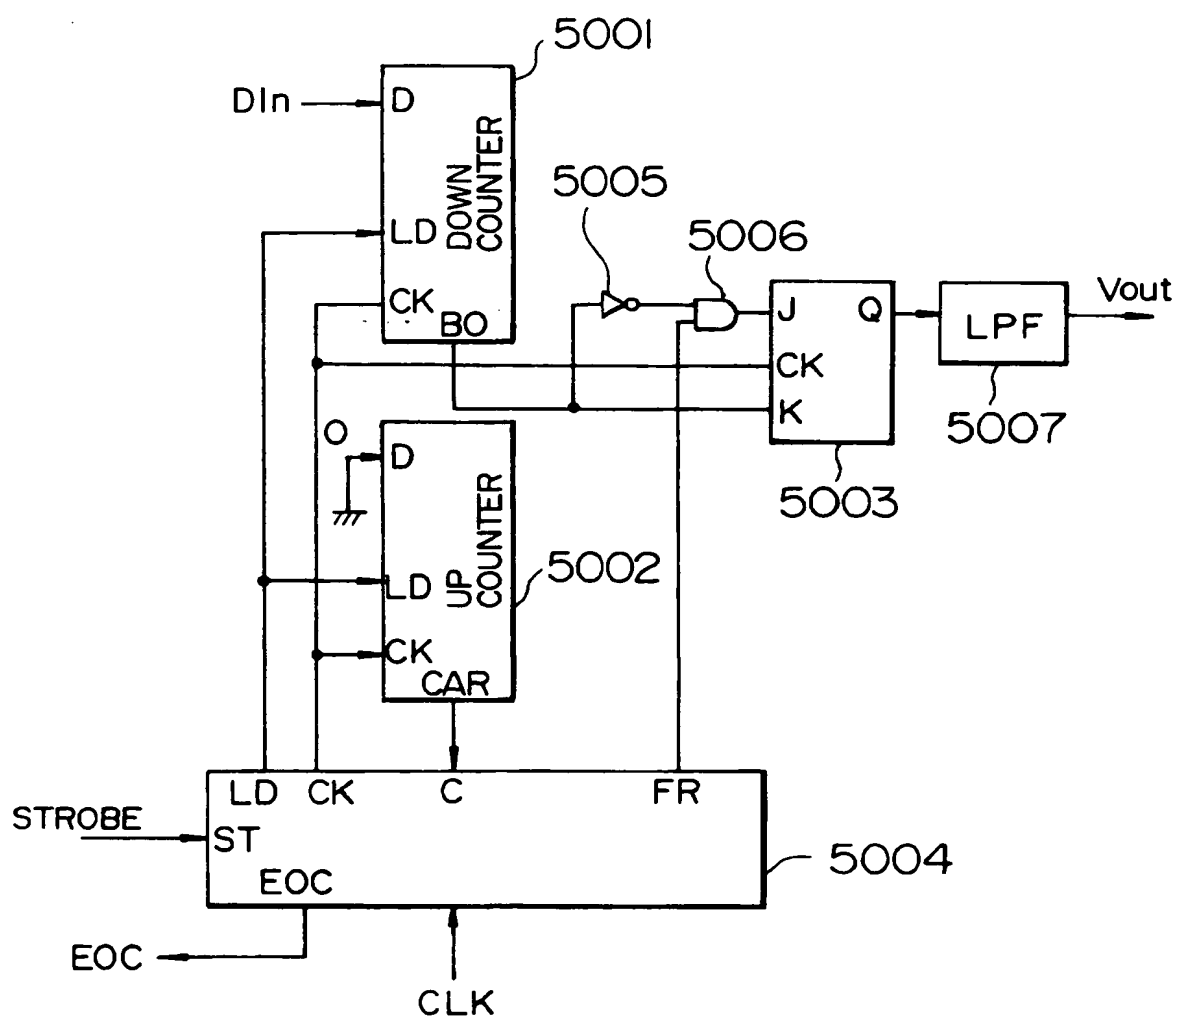 5001
DIn
D
DOWN
COUNTER
LD
CK
BO
5005
5006
J
Q
CK
K
5003
LPF
5007
Vout
O
D
UP
COUNTER
LD
CK
CAR
5002
LD
CK
C
FR
STROBE
ST
EOC
5004
EOC
CLK